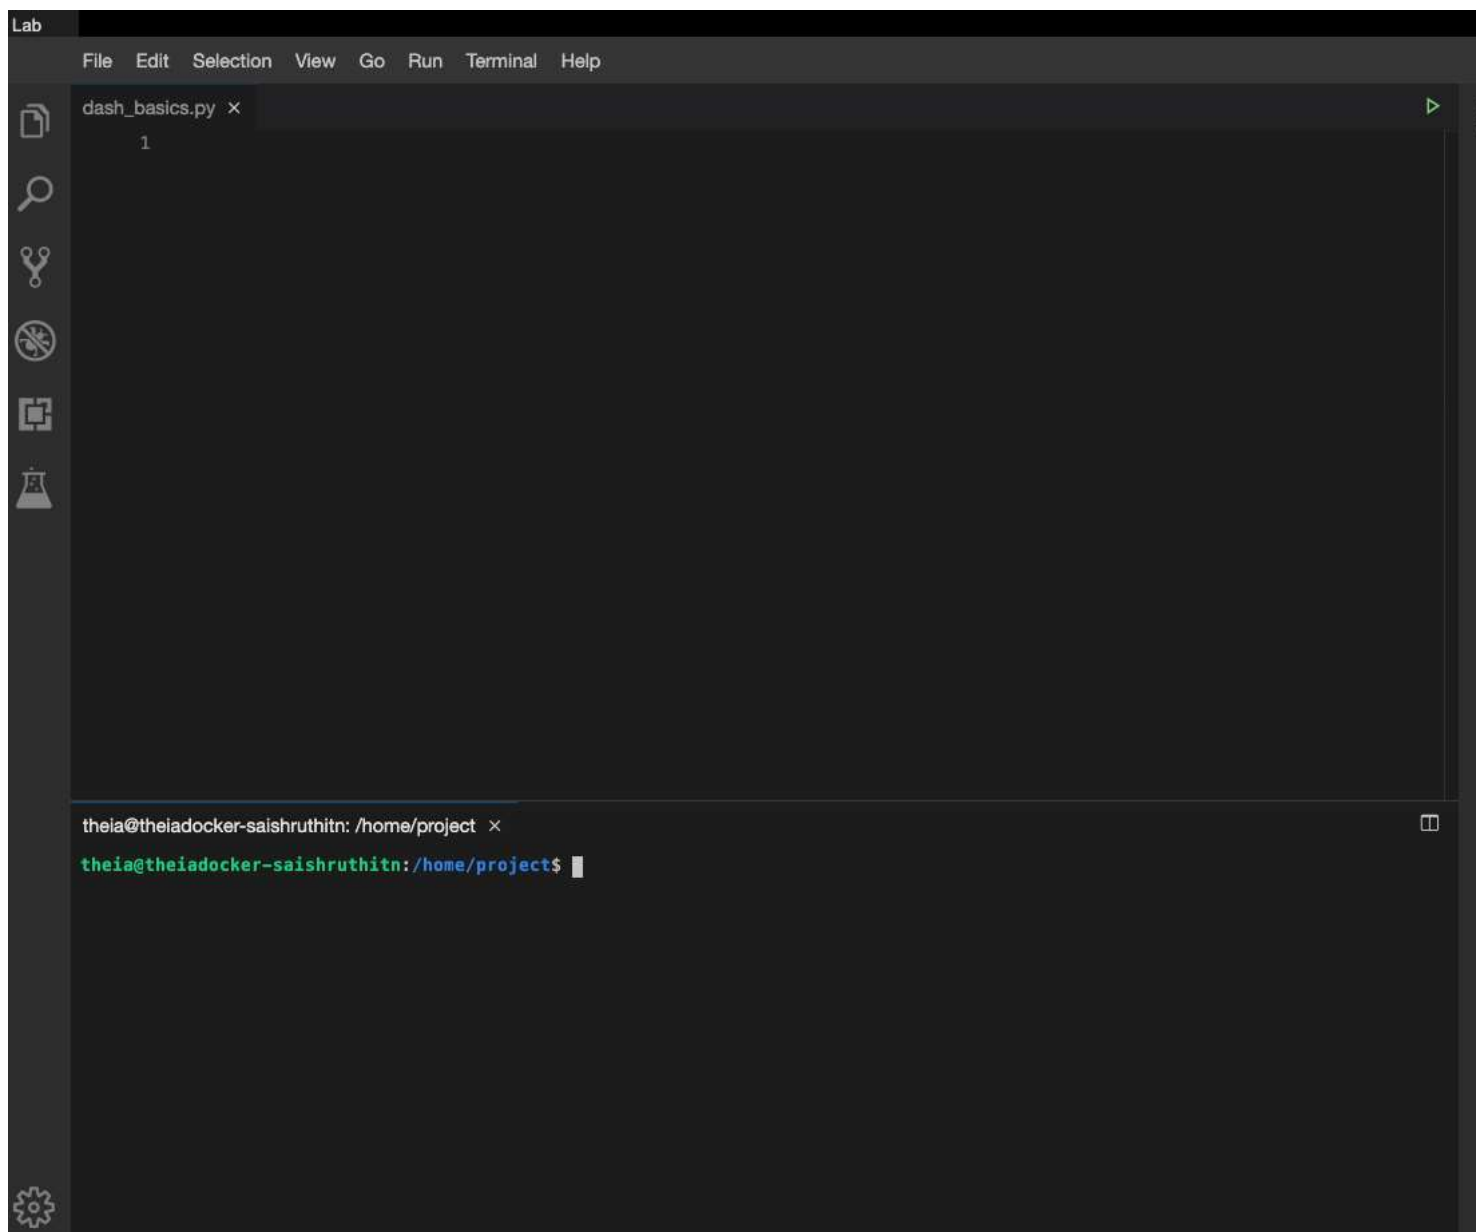 Lab
File Edit Selection View Go Run Terminal Help
dash_basics.py ×
1
theia@theiadocker-saishruthitn: /home/project ×
theia@theiadocker-saishruthitn:/home/project$